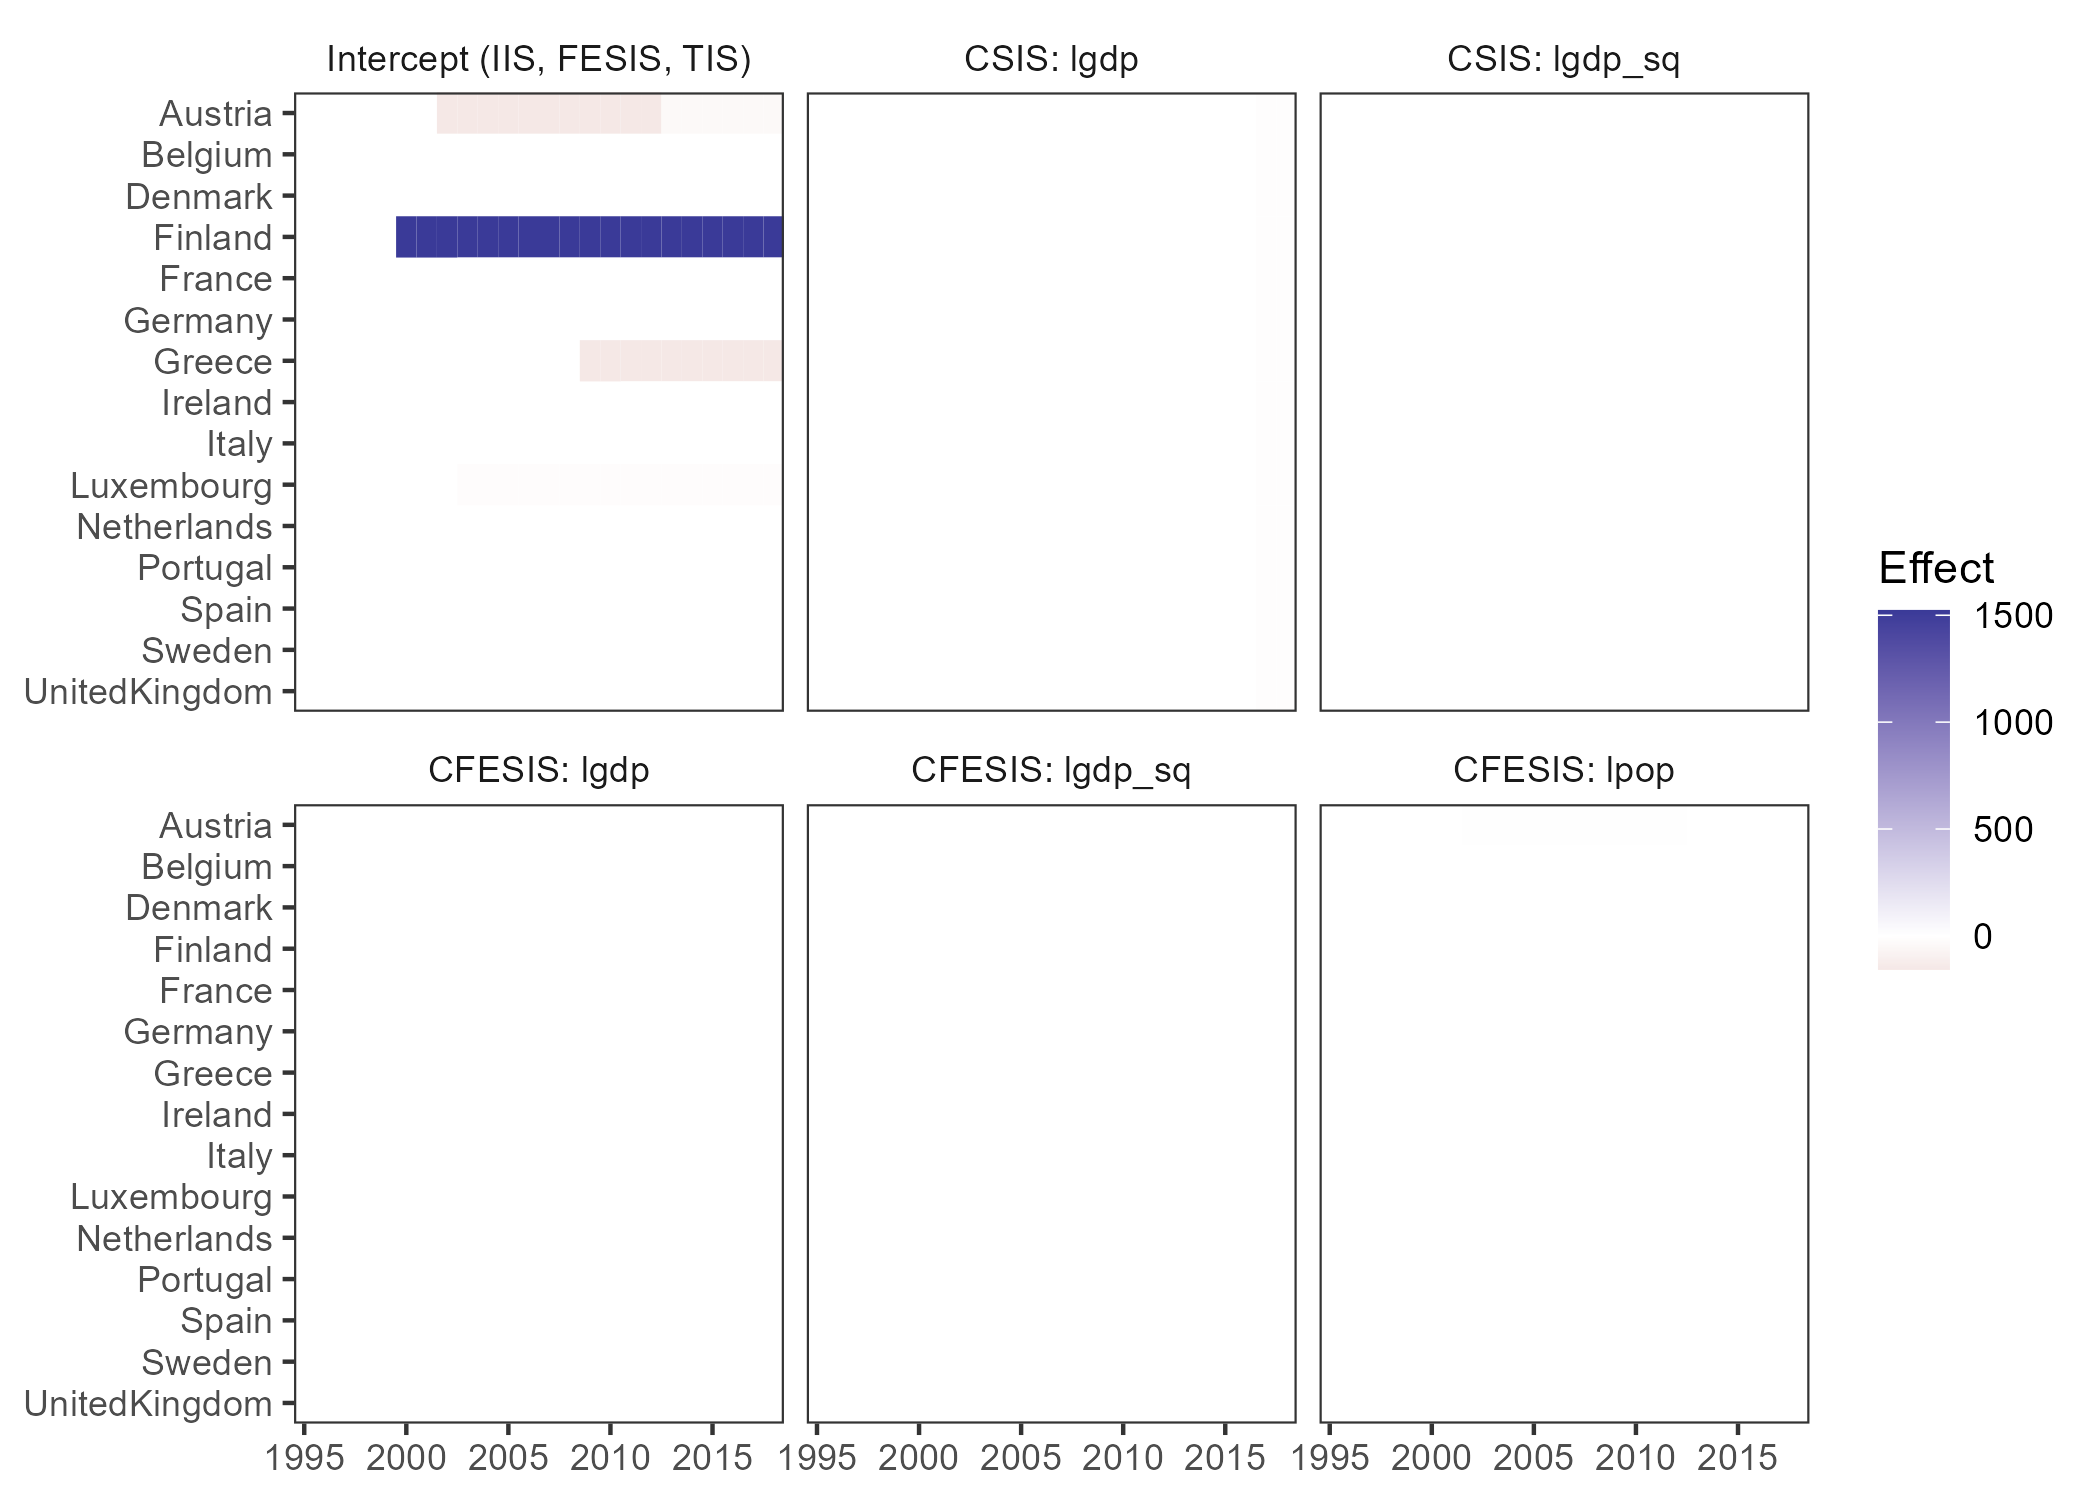 Intercept (IIS, FESIS, TIS)
CSIS: lgdp
CSIS: lgdp_sq
Austria
Belgium
Denmark
Finland
France
Germany
Greece
Ireland
Italy
Luxembourg
Netherlands
Portugal
Spain
Sweden
UnitedKingdom
CFESIS: lgdp
CFESIS: lgdp_sq
CFESIS: lpop
Austria
Belgium
Denmark
Finland
France
Germany
Greece
Ireland
Italy
Luxembourg
Netherlands
Portugal
Spain
Sweden
UnitedKingdom
1995 2000 2005 2010 2015
1995 2000 2005 2010 2015
1995 2000 2005 2010 2015
Effect
1500
1000
500
0